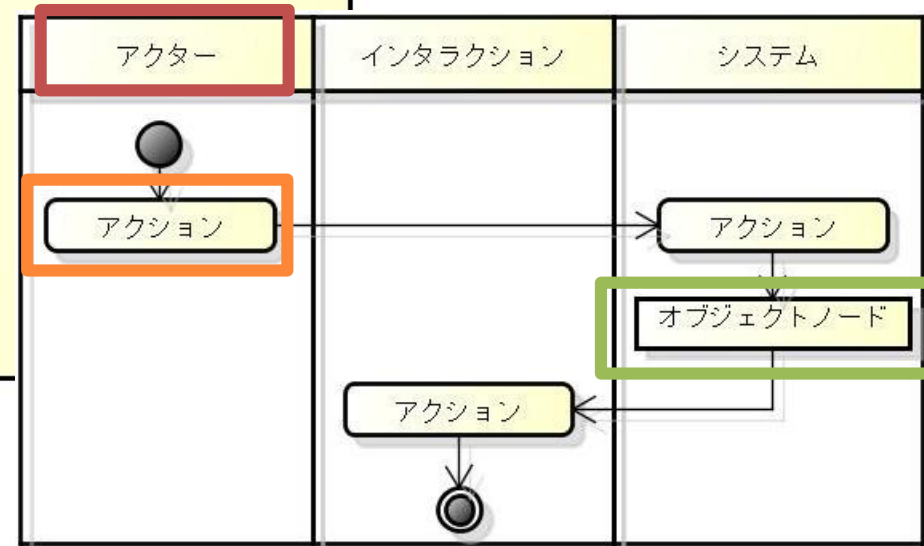 アクター
インタラクション
システム
アクション
アクション
オブジェクトノード
アクション